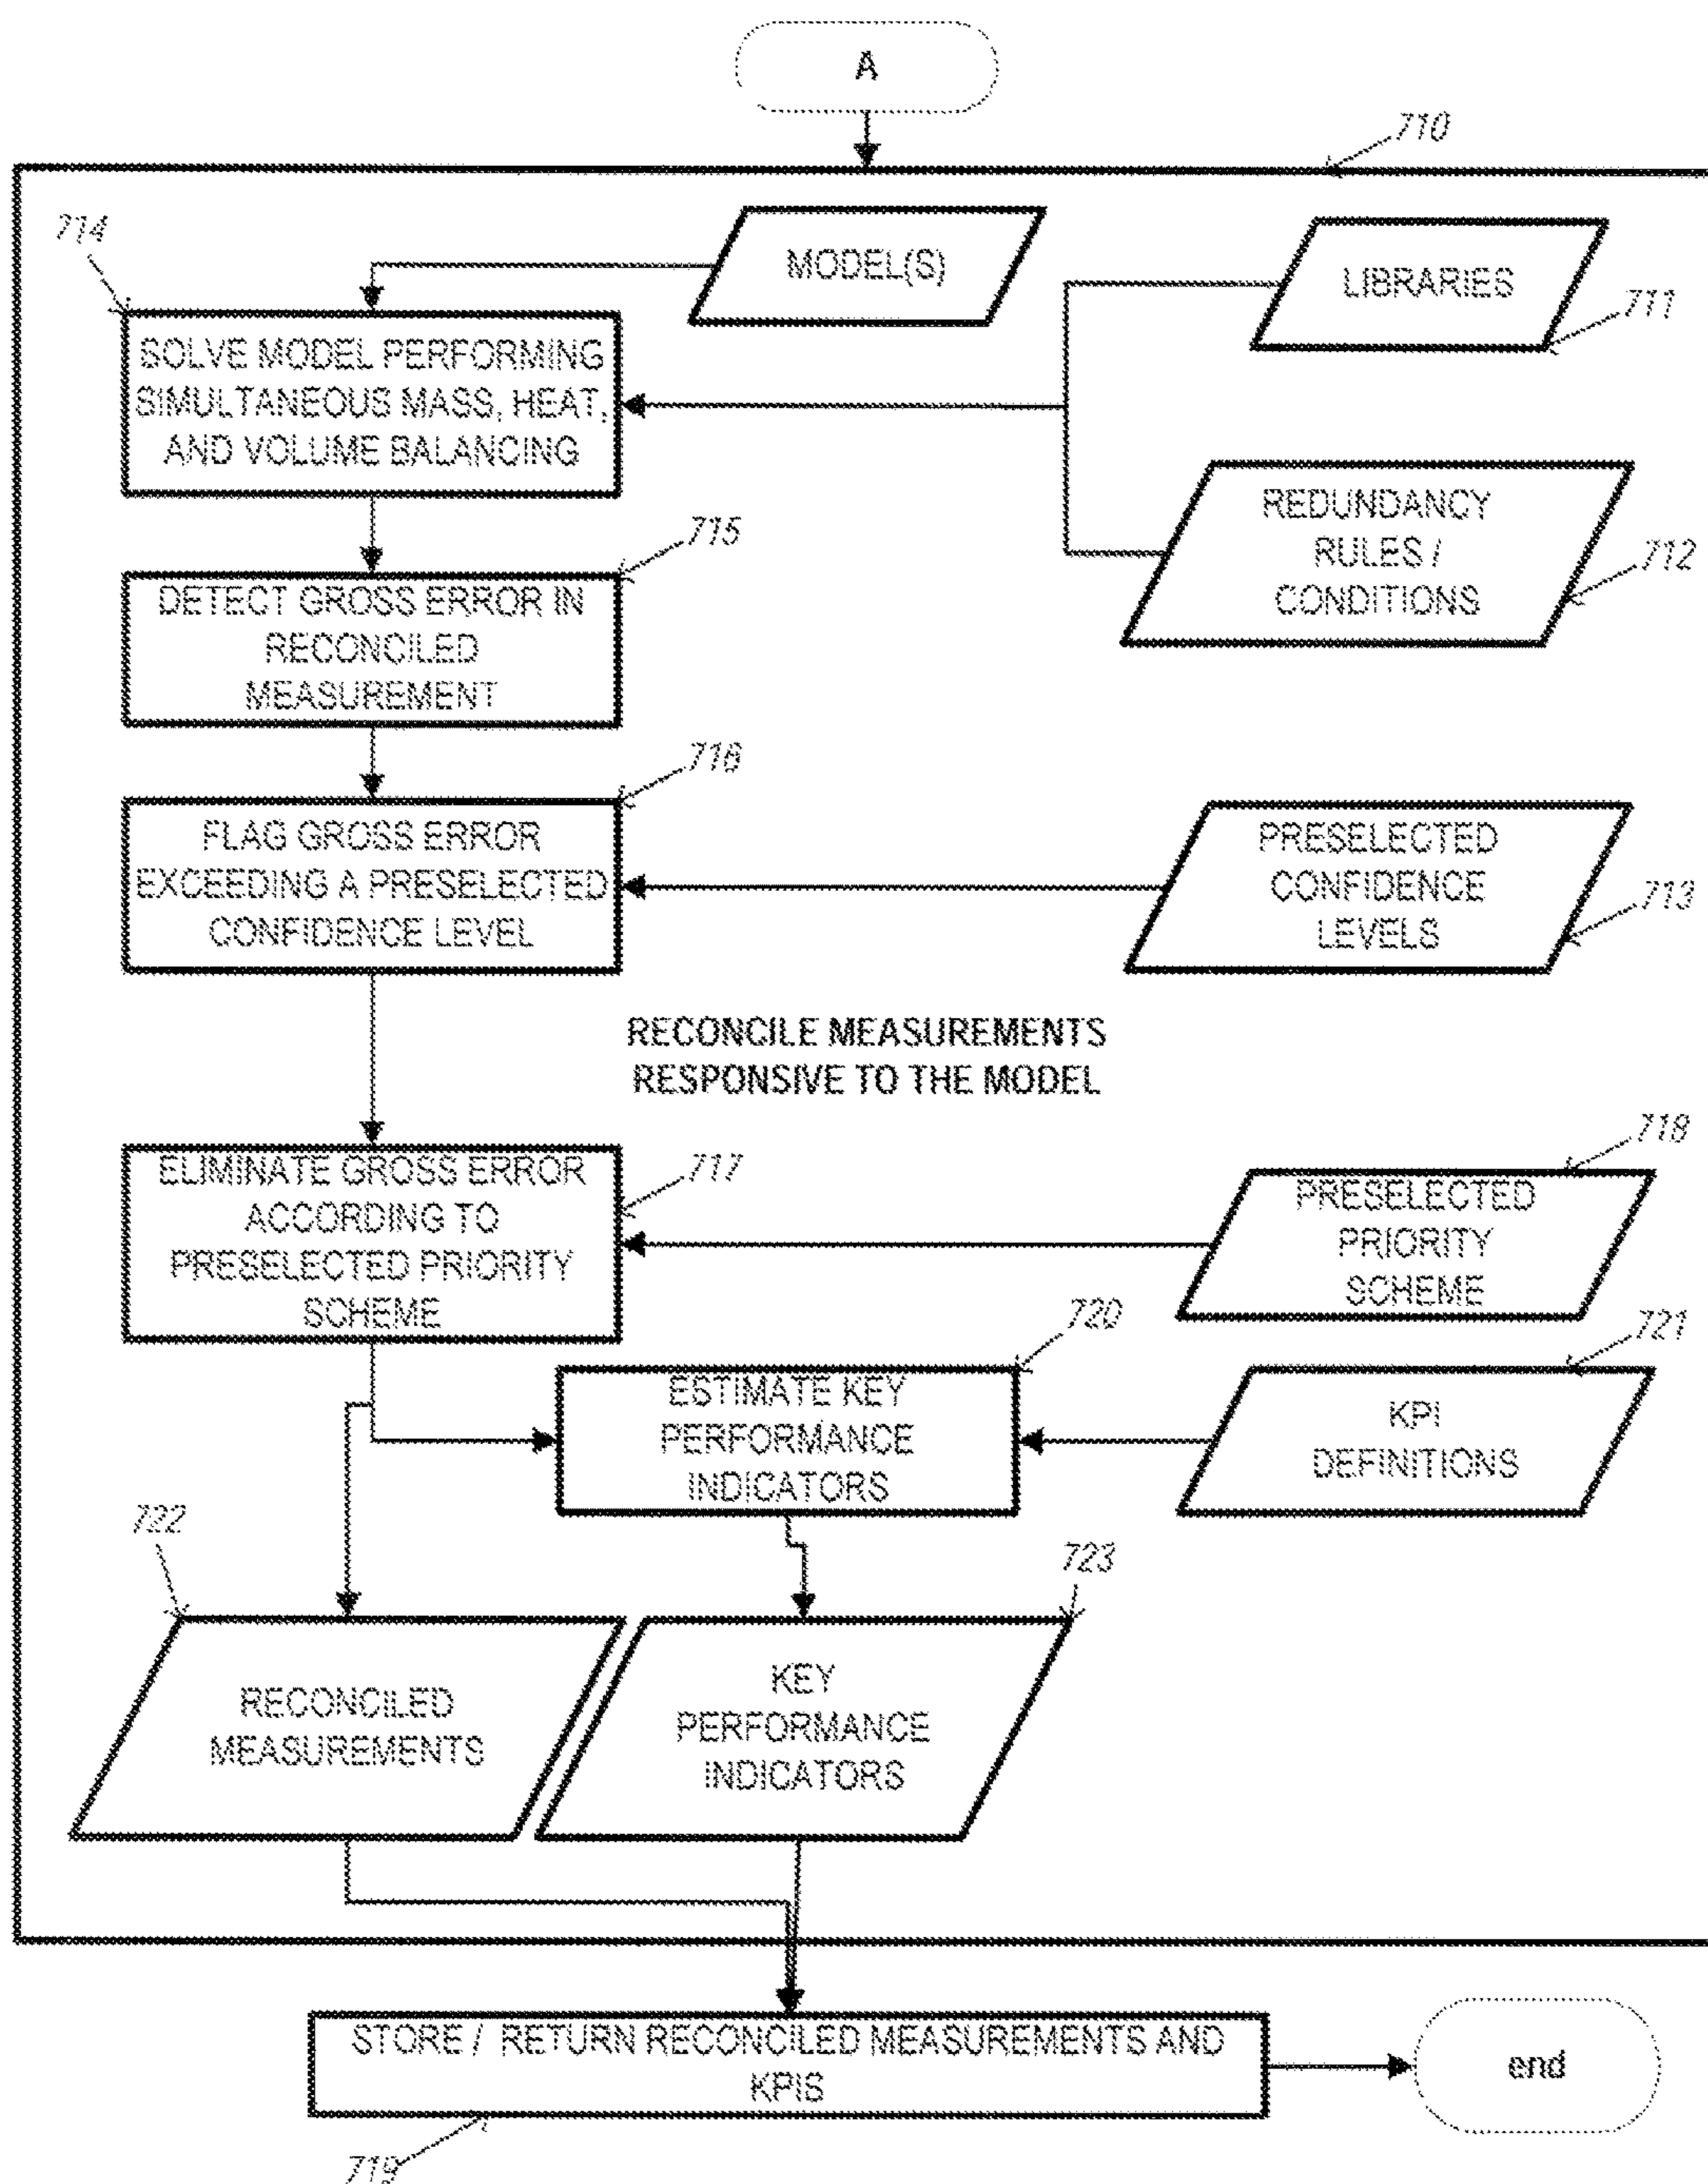 A
710
714
MODEL(S)
LIBRARIES
711
SOLVE MODEL PERFORMING
SIMULTANEOUS MASS, HEAT,
AND VOLUME BALANCING
REDUNDANCY
RULES /
CONDITIONS
712
715
DETECT GROSS ERROR IN
RECONCILED
MEASUREMENT
716
FLAG GROSS ERROR
EXCEEDING A PRESELECTED
CONFIDENCE LEVEL
PRESELECTED
CONFIDENCE
LEVELS
713
RECONCILE MEASUREMENTS
RESPONSIVE TO THE MODEL
718
717
ELIMINATE GROSS ERROR
ACCORDING TO
PRESELECTED PRIORITY
SCHEME
PRESELECTED
PRIORITY
SCHEME
720
721
ESTIMATE KEY
PERFORMANCE
INDICATORS
KPI
DEFINITIONS
722
723
RECONCILED
MEASUREMENTS
KEY
PERFORMANCE
INDICATORS
STORE / RETURN RECONCILED MEASUREMENTS AND
KPIS
end
719